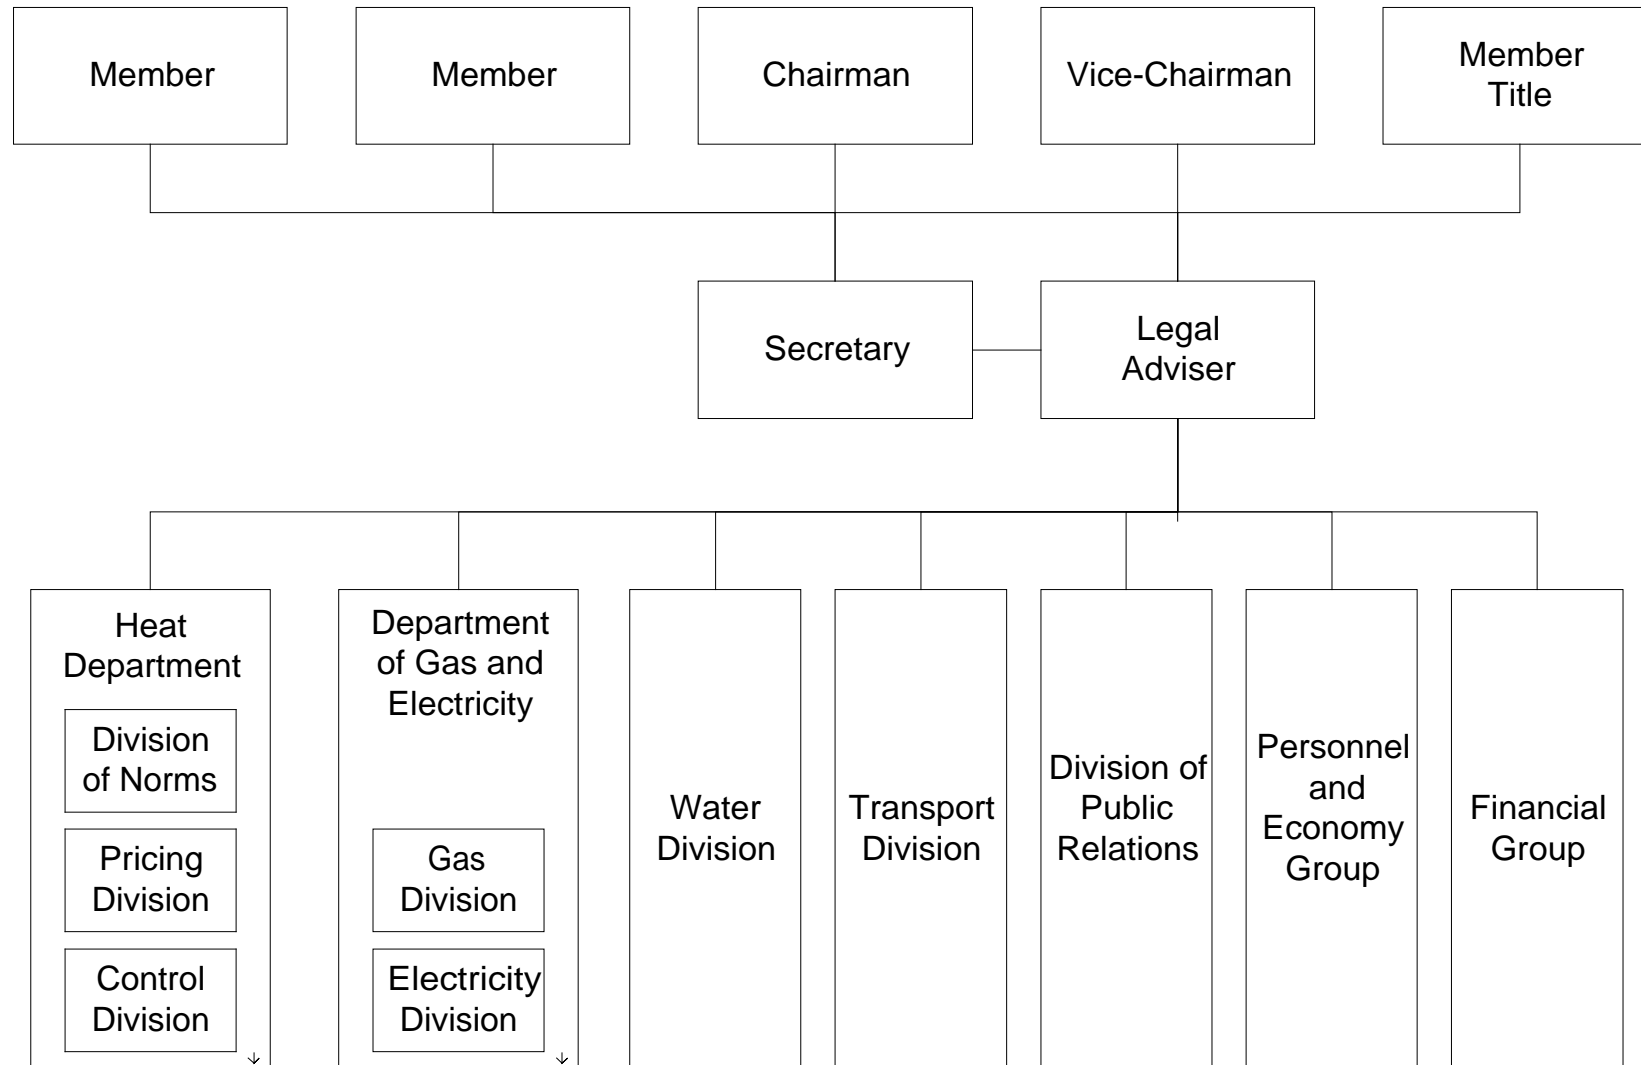 Member
Member
Chairman
Vice-Chairman
Member
Title
Secretary
Legal
Adviser
Heat
Department
Division
of Norms
Pricing
Division
Control
Division
Department
of Gas and
Electricity
Gas
Division
Electricity
Division
Water
Division
Transport
Division
Division of
Public
Relations
Personnel
and
Economy
Group
Financial
Group